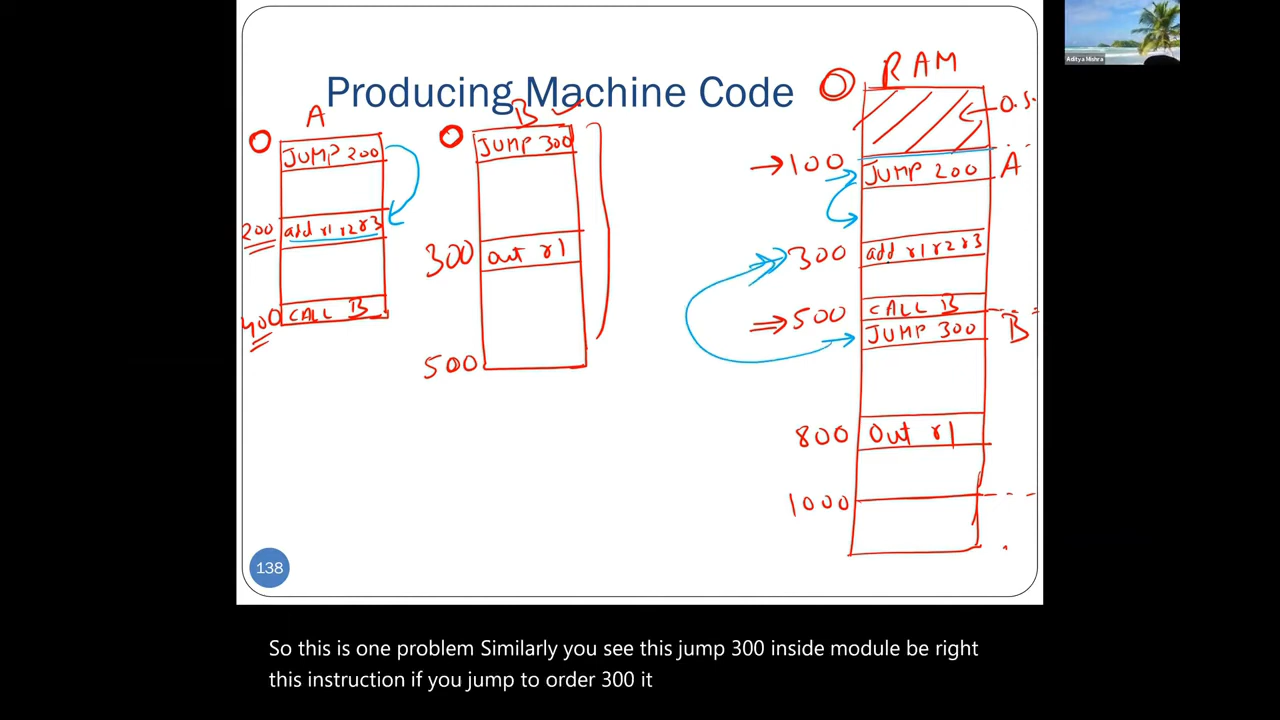 Aditya Mishra
Producing Machine Code
A
JUMP 200
200
add r1 r2 r3
400
CALL B
B
JUMP 300
300
Out r1
500
RAM
O.S.
100
JUMP 200
A
300
add r1 r2 r3
500
CALL B
JUMP 300
B
800
Out r1
1000
138
So this is one problem Similarly you see this jump 300 inside module be right
this instruction if you jump to order 300 it